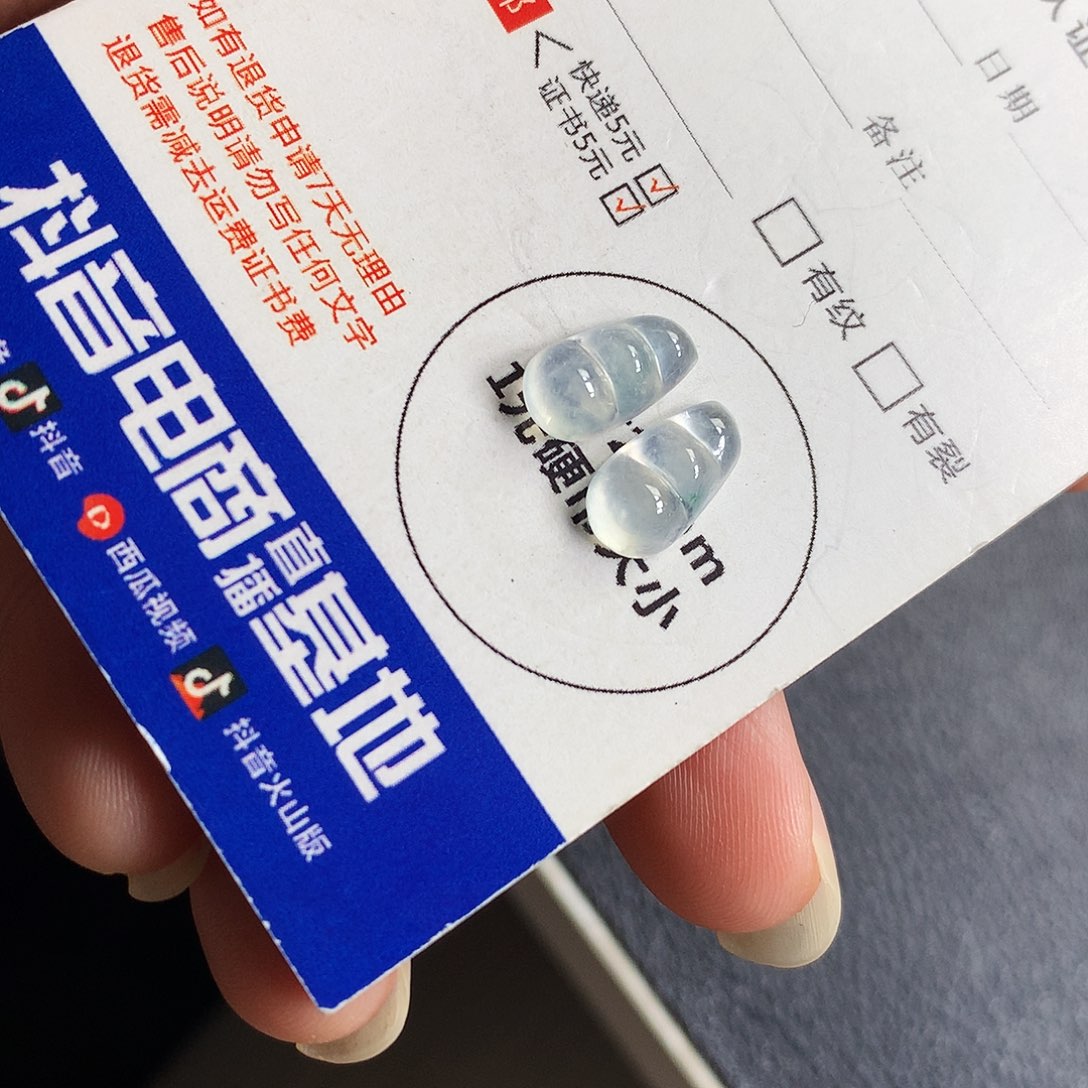 如有退货申请7天无理由
售后说明请勿写任何文字
退货需减去运费证书费
快递5元
证书5元
日期
备注
有纹
有裂
大小
抖音电商
直播基地
抖音
西瓜视频
抖音火山版